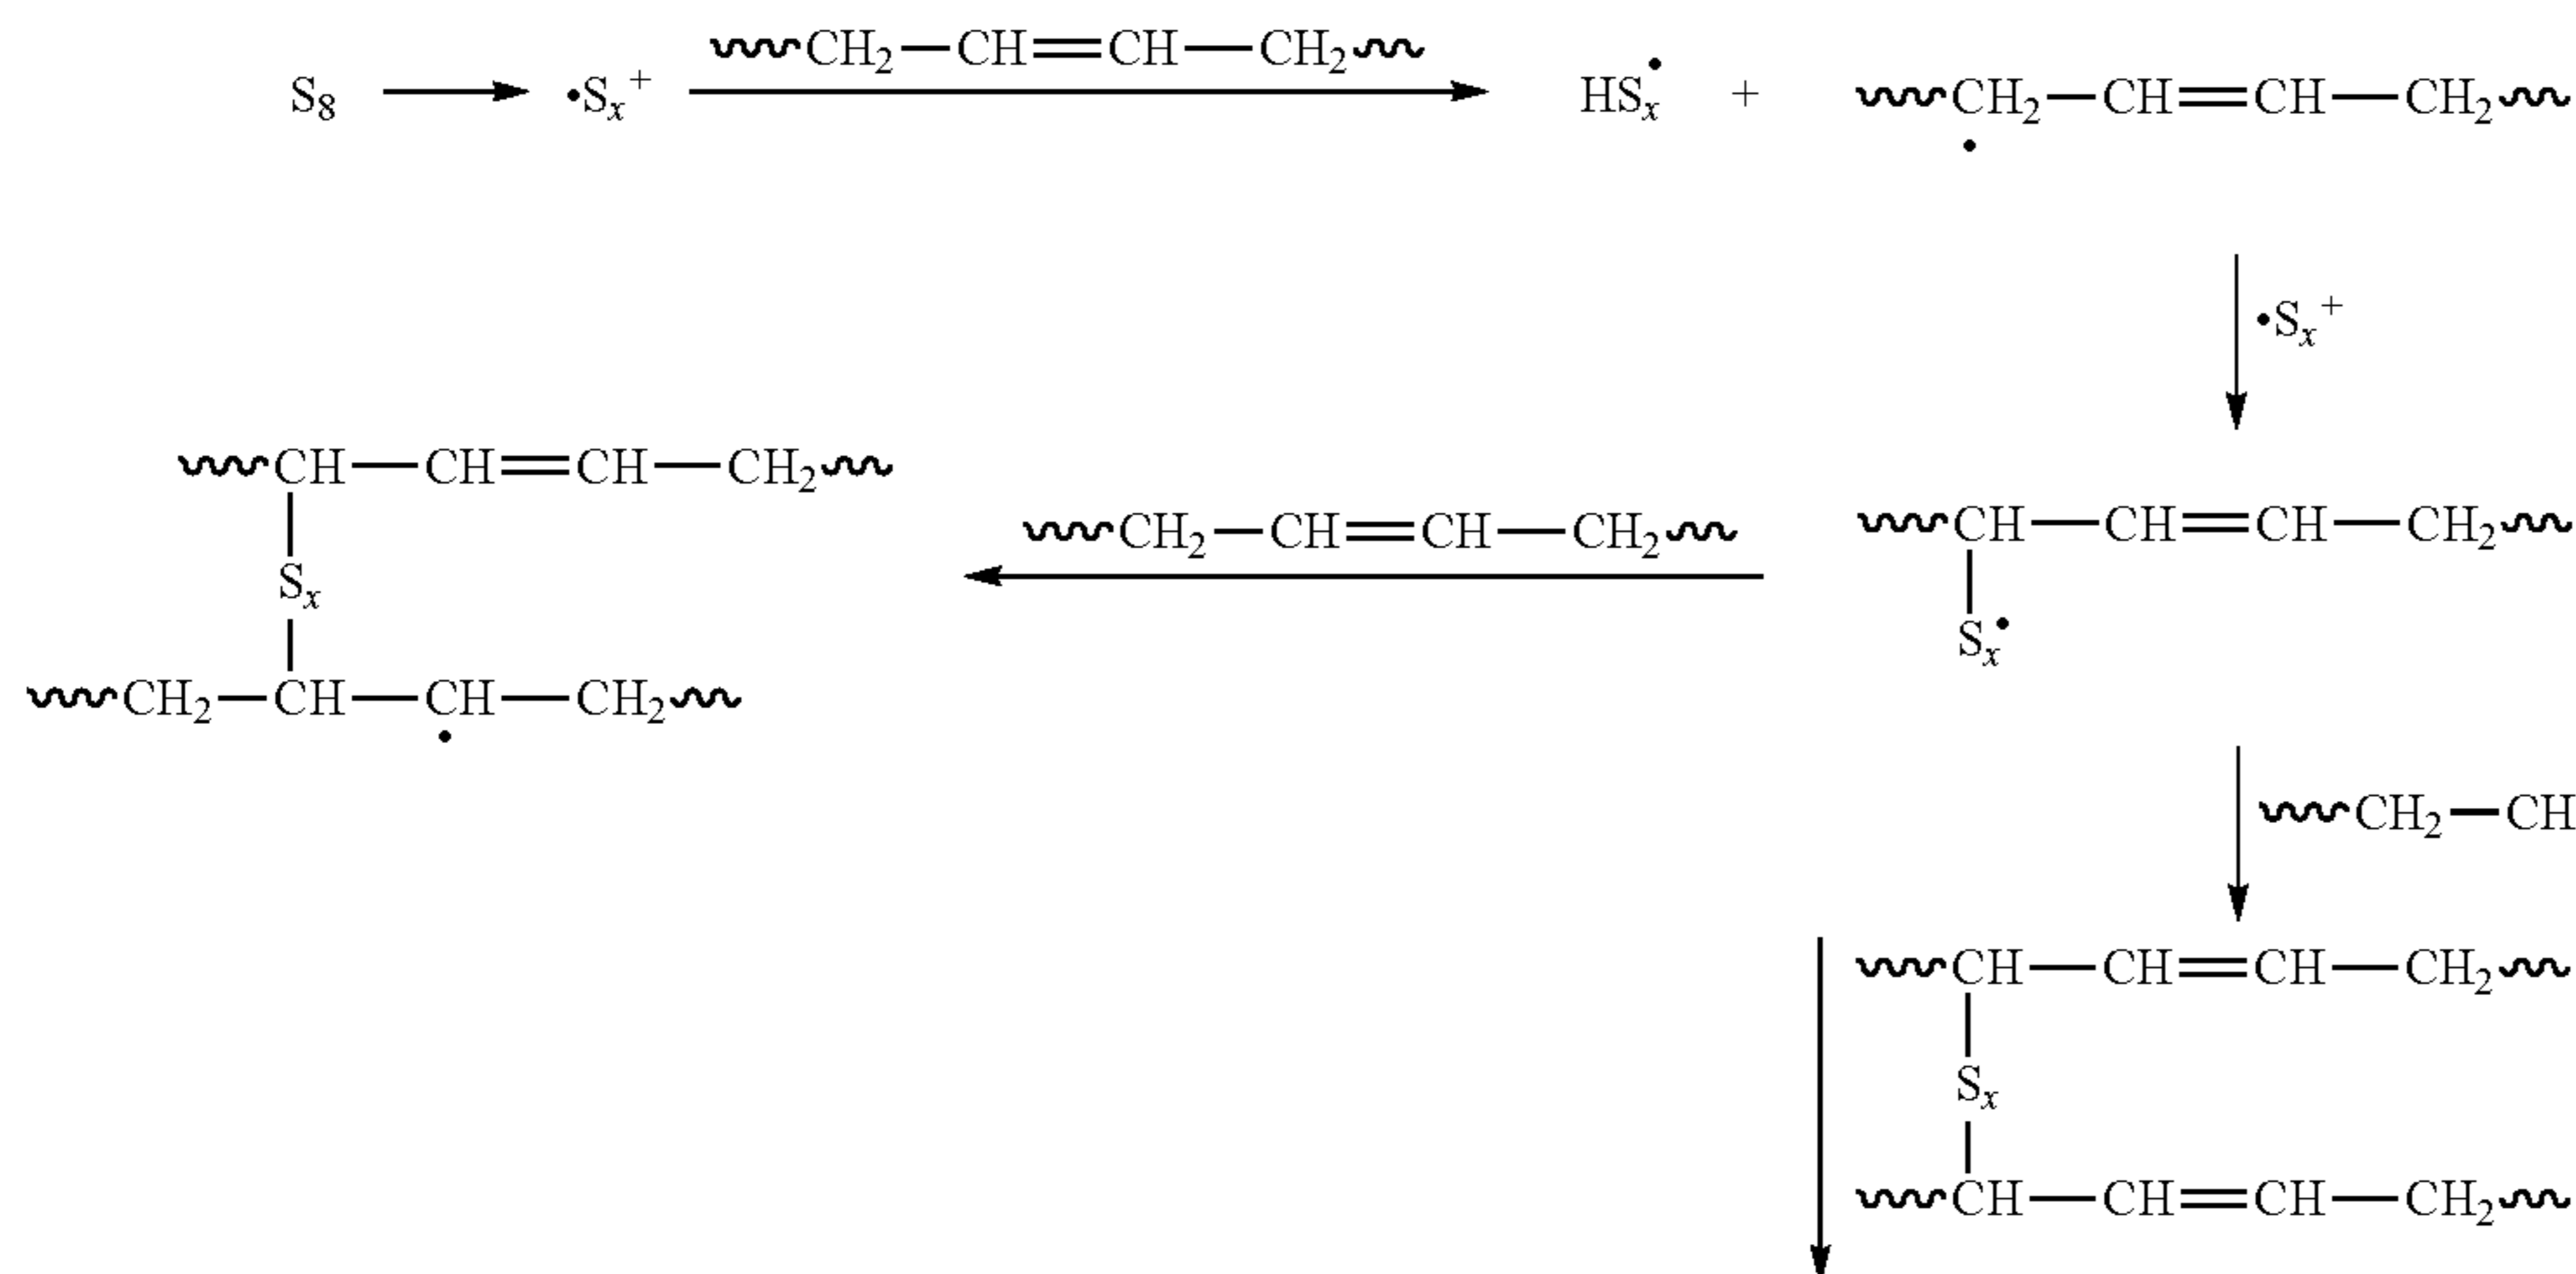 S₈ → •Sₓ⁺ ~CH₂—CH=CH—CH₂~ → HSₓ• + ~ĊH₂—CH=CH—CH₂~
•Sₓ⁺
~CH—CH=CH—CH₂~
Sₓ
~CH₂—CH—ĊH—CH₂~
~CH₂—CH=CH—CH₂~
~CH—CH=CH—CH₂~
Sₓ•
~CH₂—CH
~CH—CH=CH—CH₂~
Sₓ
~CH—CH=CH—CH₂~